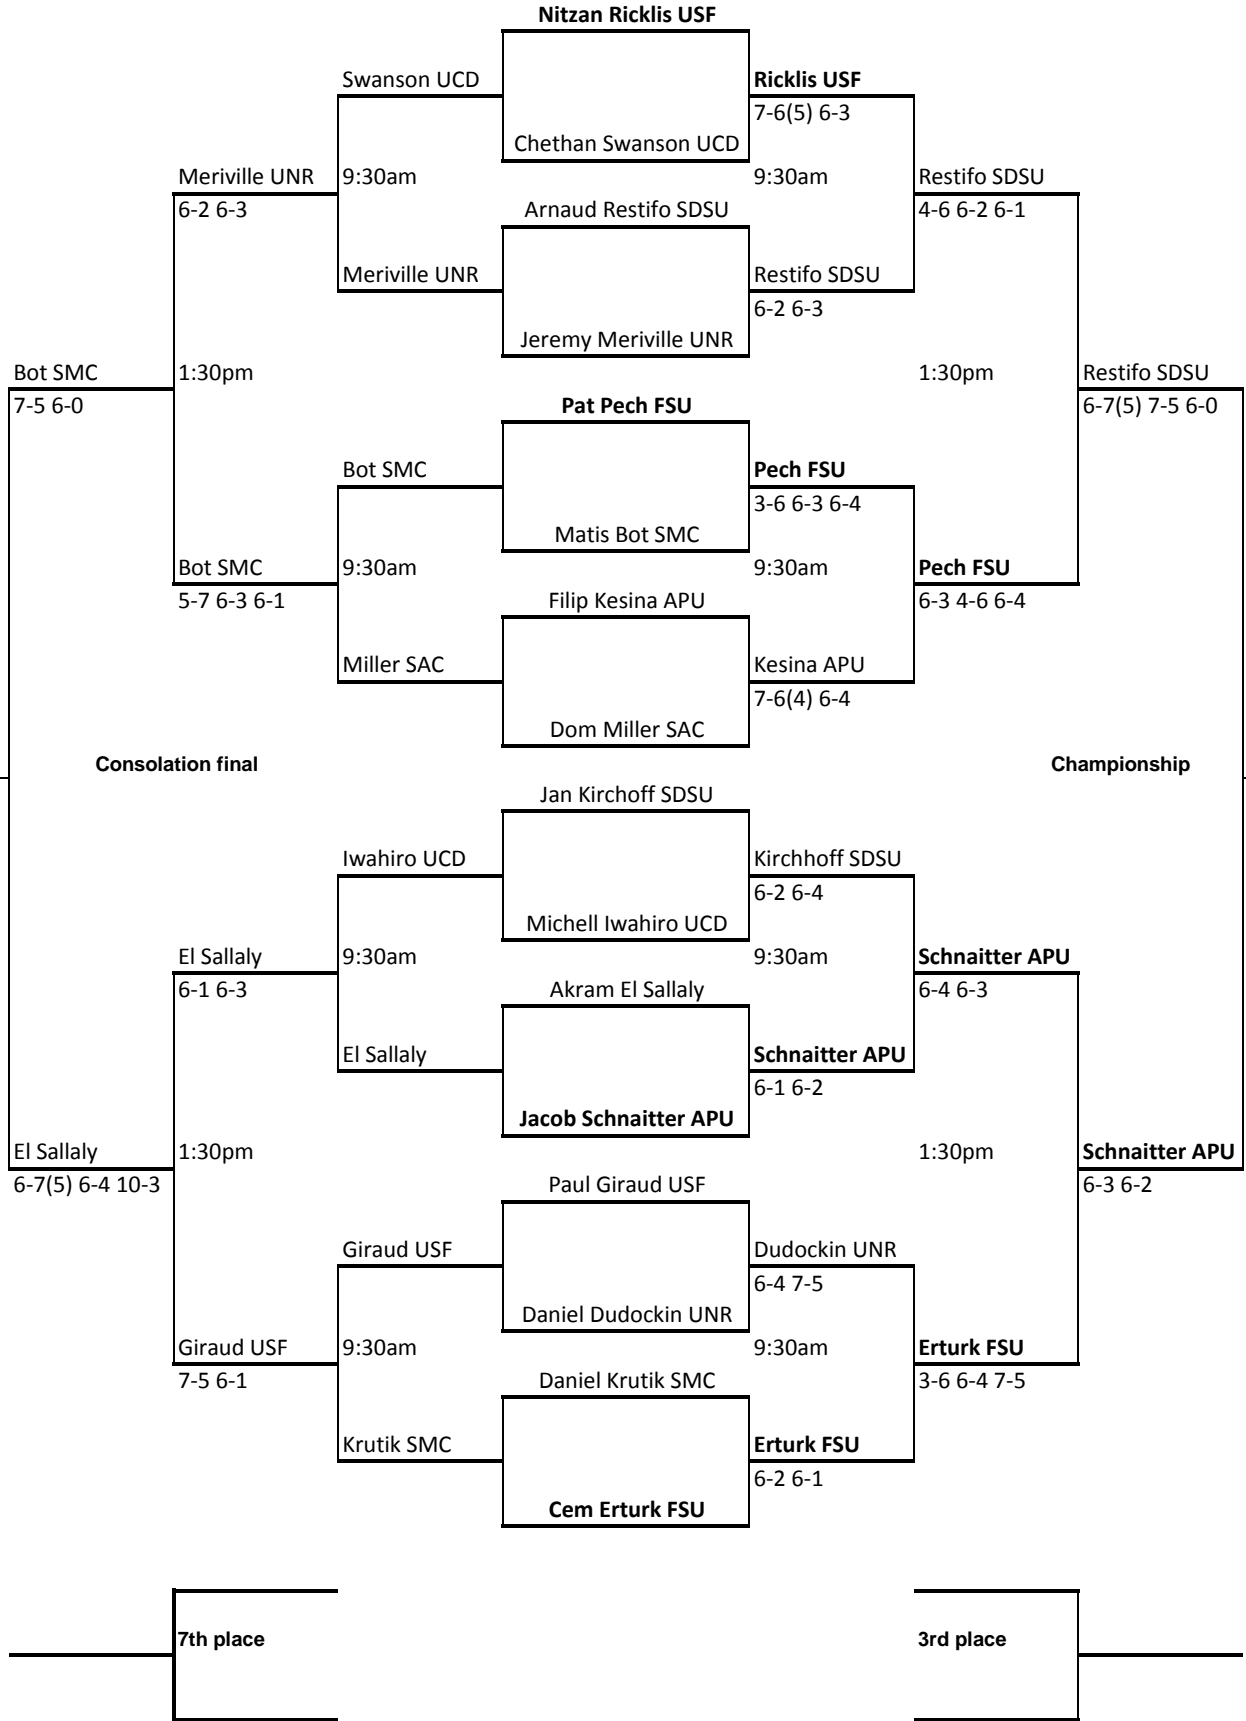 Nitzan Ricklis USF
Swanson UCD
Ricklis USF
7-6(5) 6-3
Chethan Swanson UCD
Meriville UNR
9:30am
9:30am
Restifo SDSU
6-2 6-3
Arnaud Restifo SDSU
4-6 6-2 6-1
Meriville UNR
Restifo SDSU
6-2 6-3
Jeremy Meriville UNR
Bot SMC
1:30pm
1:30pm
Restifo SDSU
7-5 6-0
Pat Pech FSU
6-7(5) 7-5 6-0
Bot SMC
Pech FSU
3-6 6-3 6-4
Matis Bot SMC
Bot SMC
9:30am
9:30am
Pech FSU
5-7 6-3 6-1
Filip Kesina APU
6-3 4-6 6-4
Miller SAC
Kesina APU
7-6(4) 6-4
Dom Miller SAC
Consolation final
Championship
Jan Kirchoff SDSU
Iwahiro UCD
Kirchhoff SDSU
6-2 6-4
Michell Iwahiro UCD
El Sallaly
9:30am
9:30am
Schnaitter APU
6-1 6-3
Akram El Sallaly
6-4 6-3
El Sallaly
Schnaitter APU
6-1 6-2
Jacob Schnaitter APU
El Sallaly
1:30pm
1:30pm
Schnaitter APU
6-7(5) 6-4 10-3
Paul Giraud USF
6-3 6-2
Giraud USF
Dudockin UNR
6-4 7-5
Daniel Dudockin UNR
Giraud USF
9:30am
9:30am
Erturk FSU
7-5 6-1
Daniel Krutik SMC
3-6 6-4 7-5
Krutik SMC
Erturk FSU
6-2 6-1
Cem Erturk FSU
7th place
3rd place